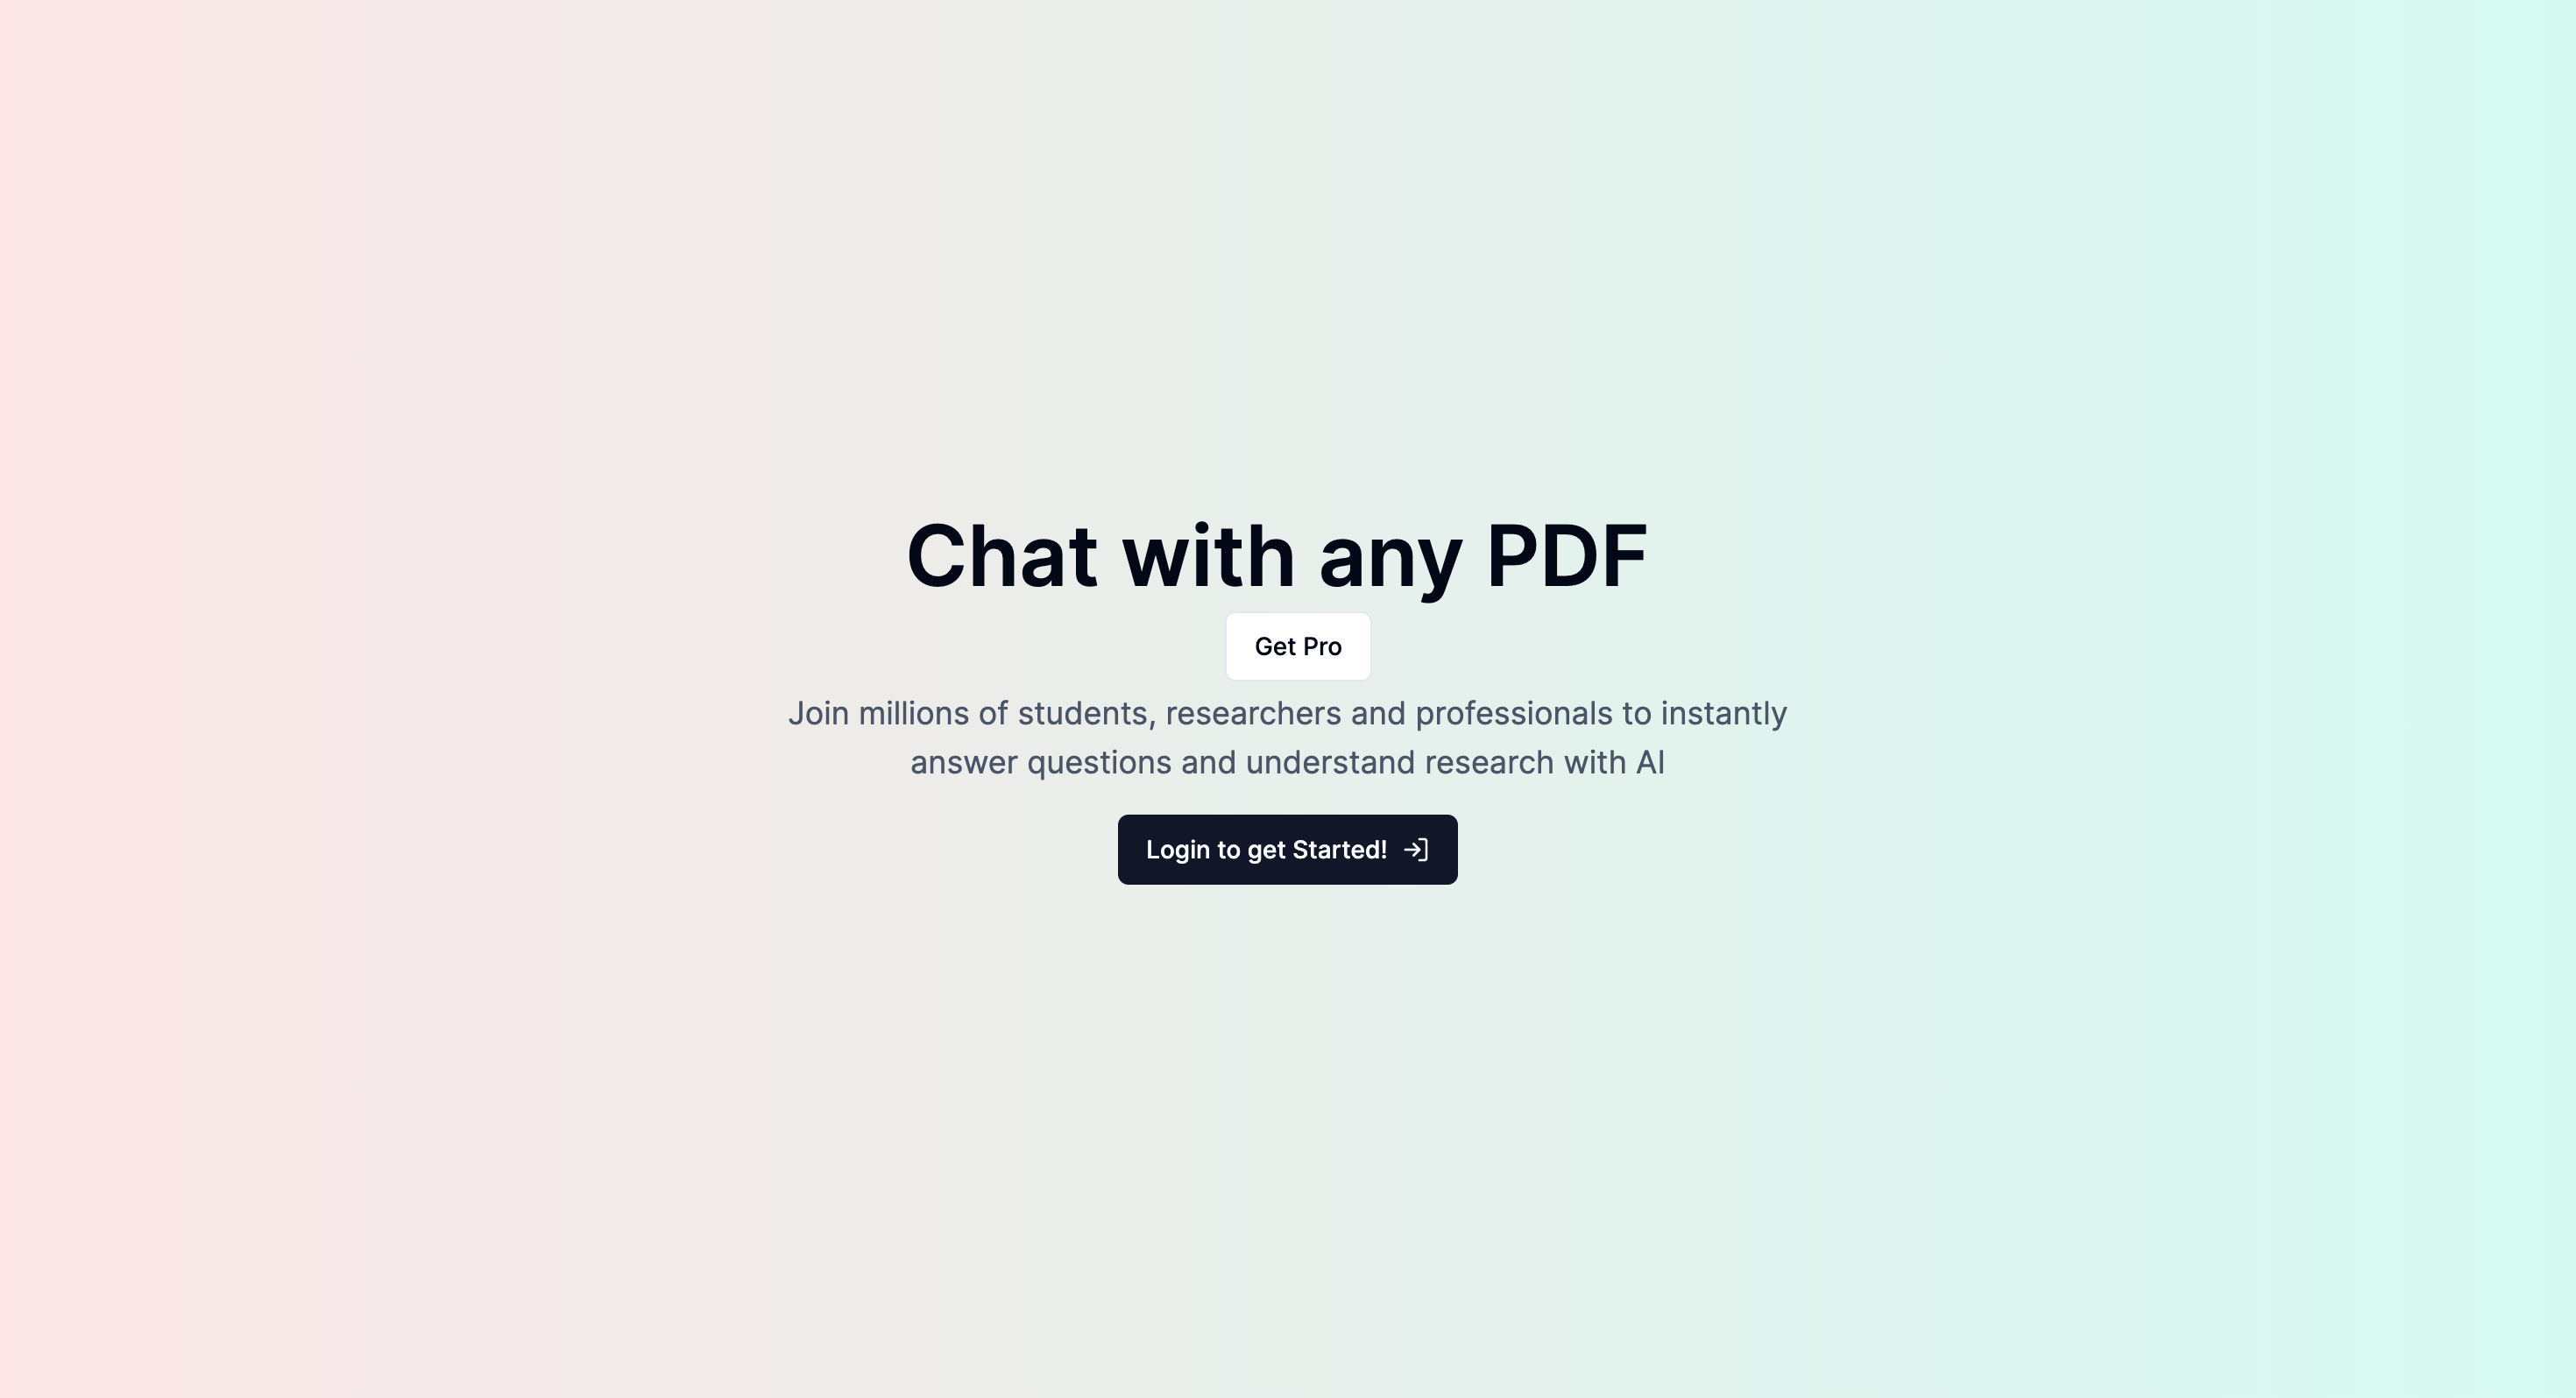 Chat with any PDF
Get Pro
Join millions of students, researchers and professionals to instantly
answer questions and understand research with AI
Login to get Started!